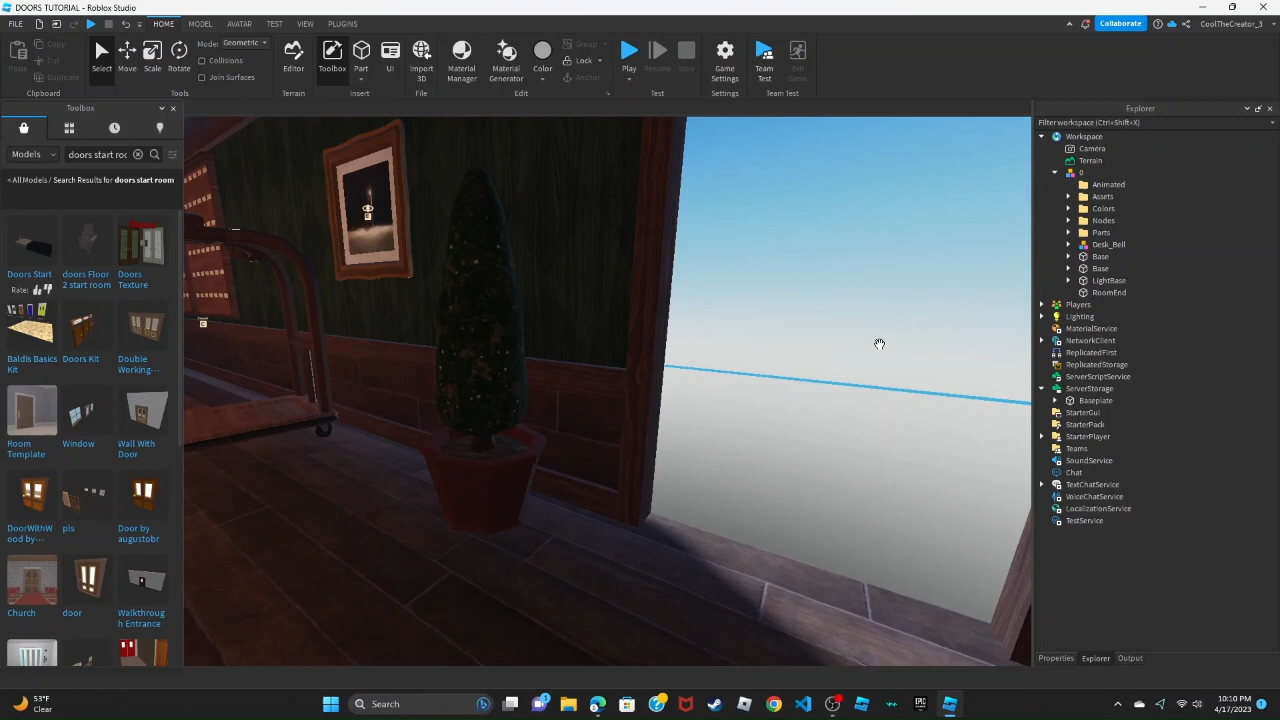 DOORS TUTORIAL - Roblox Studio
FILE
HOME
MODEL
AVATAR
TEST
VIEW
PLUGINS
Collaborate
CoolTheCreator_3
Paste
Copy
Cut
Duplicate
Clipboard
Select
Move
Scale
Rotate
Mode: Geometric
Collisions
Join Surfaces
Tools
Editor
Terrain
Toolbox
Part
UI
Insert
Import
3D
File
Material
Manager
Material
Generator
Color
Group
Lock
Anchor
Edit
Play
Resume
Stop
Test
Game
Settings
Settings
Team
Test
Exit
Game
Team Test
Toolbox
Models
doors start roc
< All Models / Search Results for doors start room
Doors Start
Rate:
doors Floor
2 start room
Doors
Texture
Baldis Basics
Kit
Doors Kit
Double
Working-...
Room
Template
Window
Wall With
Door
DoorWithW
ood by...
pls
Door by
augustobr
Church
door
Walkthroug
h Entrance
E
E
Explorer
Filter workspace (Ctrl+Shift+X)
Workspace
Camera
Terrain
0
Animated
Assets
Colors
Nodes
Parts
Desk_Bell
Base
Base
LightBase
RoomEnd
Players
Lighting
MaterialService
NetworkClient
ReplicatedFirst
ReplicatedStorage
ServerScriptService
ServerStorage
Baseplate
StarterGui
StarterPack
StarterPlayer
Teams
SoundService
Chat
TextChatService
VoiceChatService
LocalizationService
TestService
Properties
Explorer
Output
53°F
Clear
Search
10:10 PM
4/17/2023